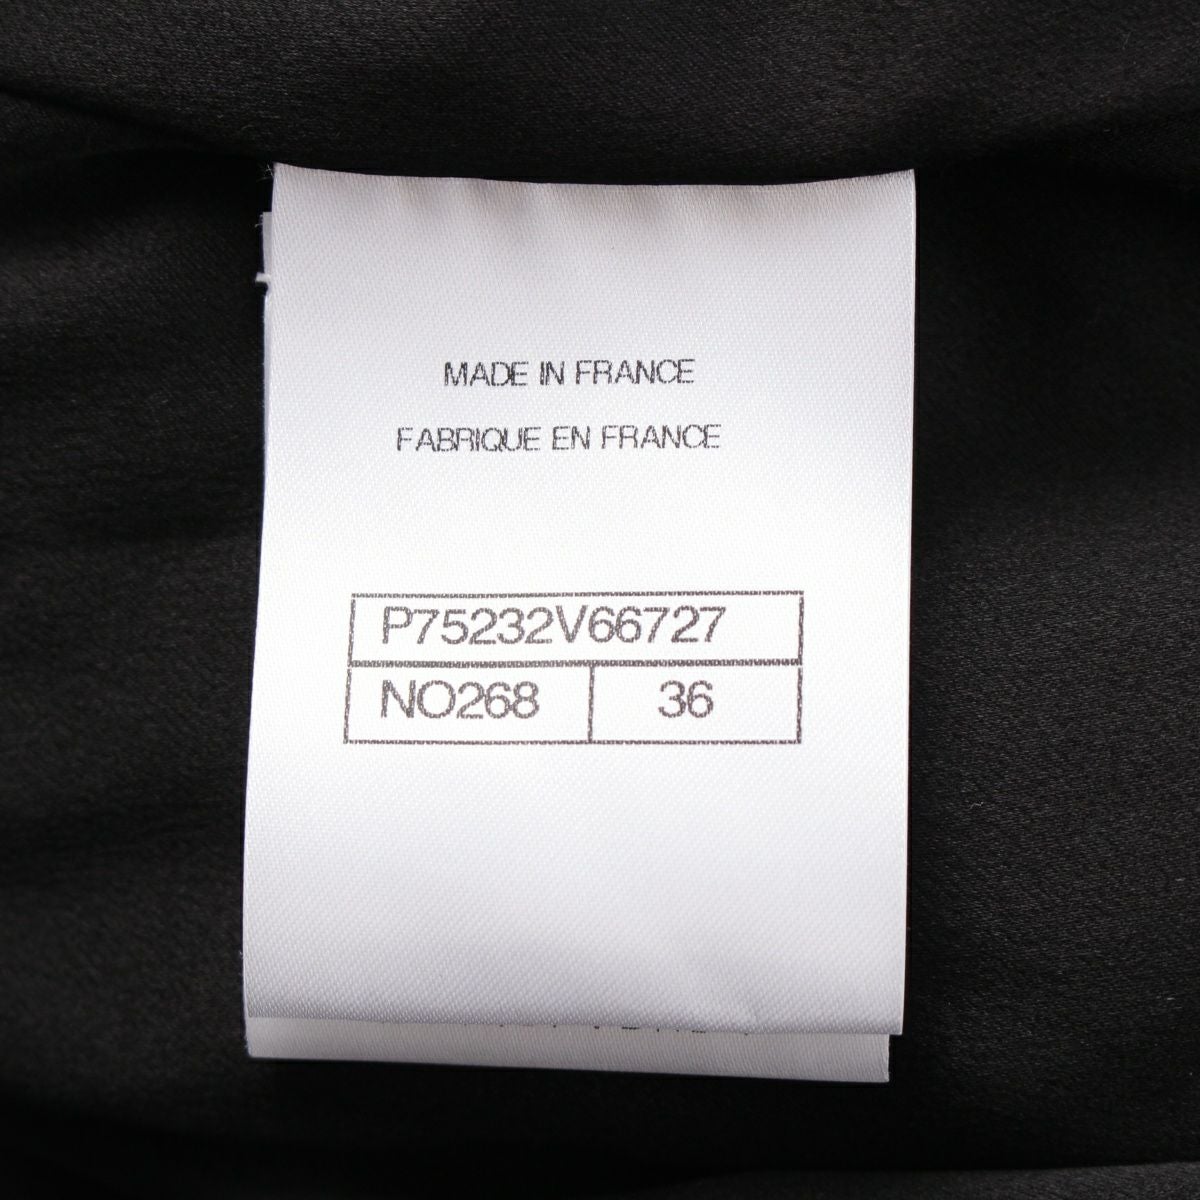 MADE IN FRANCE
FABRIQUE EN FRANCE
P75232V66727
NO268 36